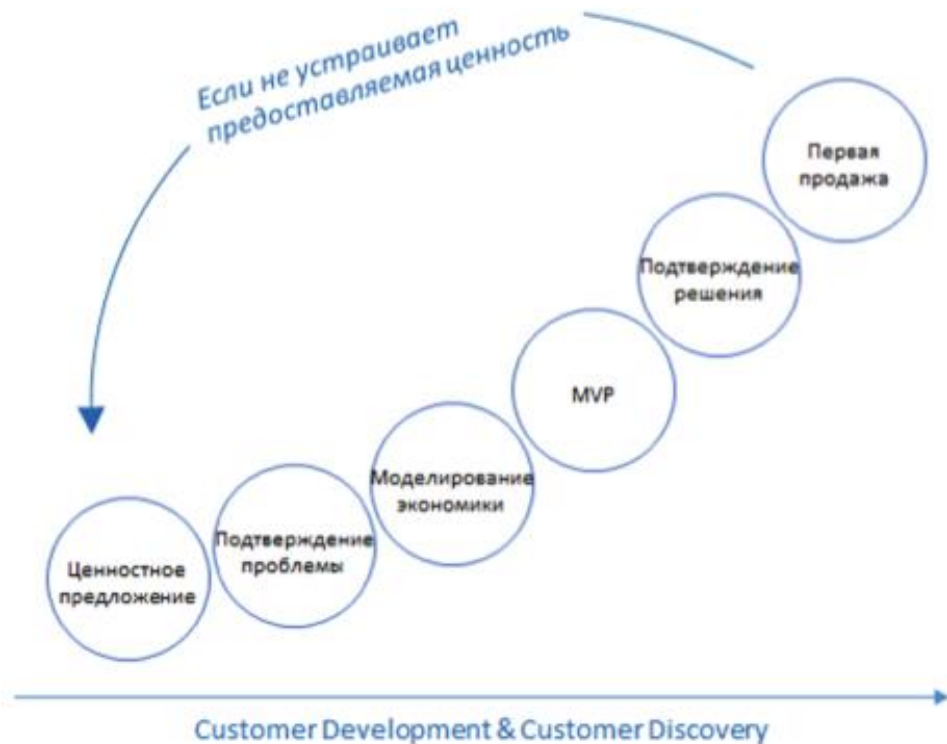 Если не устраивает
предоставляемая ценность
Первая
продажа
Подтверждение
решения
MVP
Моделирование
экономики
Подтверждение
проблемы
Ценностное
предложение
Customer Development & Customer Discovery